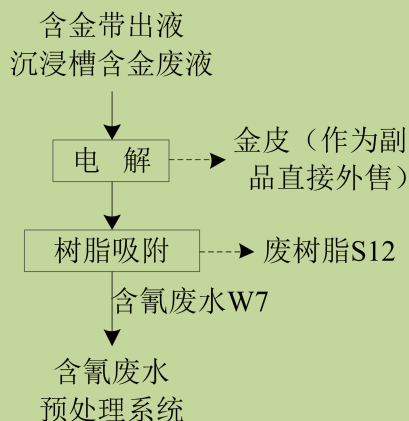 含金带出液
沉浸槽含金废液
电 解
金皮（作为副
品直接外售）
树脂吸附
废树脂S12
含氰废水W7
含氰废水
预处理系统